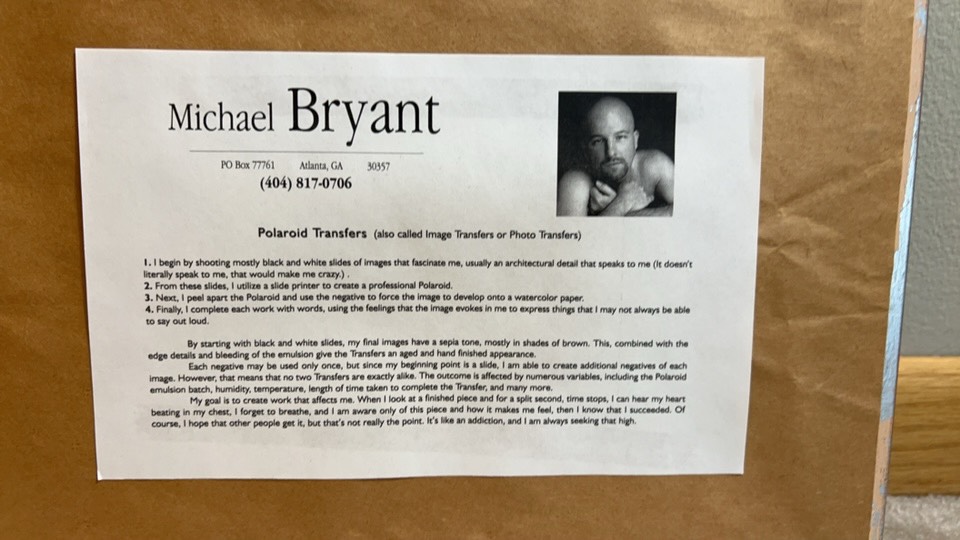 Michael Bryant
PO Box 77761 Atlanta, GA 30357
(404) 817-0706
Polaroid Transfers (also called Image Transfers or Photo Transfers)
1. I begin by shooting mostly black and white slides of images that fascinate me, usually an architectural detail that speaks to me (It doesn't
literally speak to me, that would make me crazy.) .
2. From these slides, I utilize a slide printer to create a professional Polaroid.
3. Next, I peel apart the Polaroid and use the negative to force the image to develop onto a watercolor paper.
4. Finally, I complete each work with words, using the feelings that the image evokes in me to express things that I may not always be able
to say out loud.
By starting with black and white slides, my final images have a sepia tone, mostly in shades of brown. This, combined with the
edge details and bleeding of the emulsion give the Transfers an aged and hand finished appearance.
Each negative may be used only once, but since my beginning point is a slide, I am able to create additional negatives of each
image. However, that means that no two Transfers are exactly alike. The outcome is affected by numerous variables, including the Polaroid
emulsion batch, humidity, temperature, length of time taken to complete the Transfer, and many more.
My goal is to create work that affects me. When I look at a finished piece and for a split second, time stops, I can hear my heart
beating in my chest, I forget to breathe, and I am aware only of this piece and how it makes me feel, then I know that I succeeded. Of
course, I hope that other people get it, but that's not really the point. It's like an addiction, and I am always seeking that high.